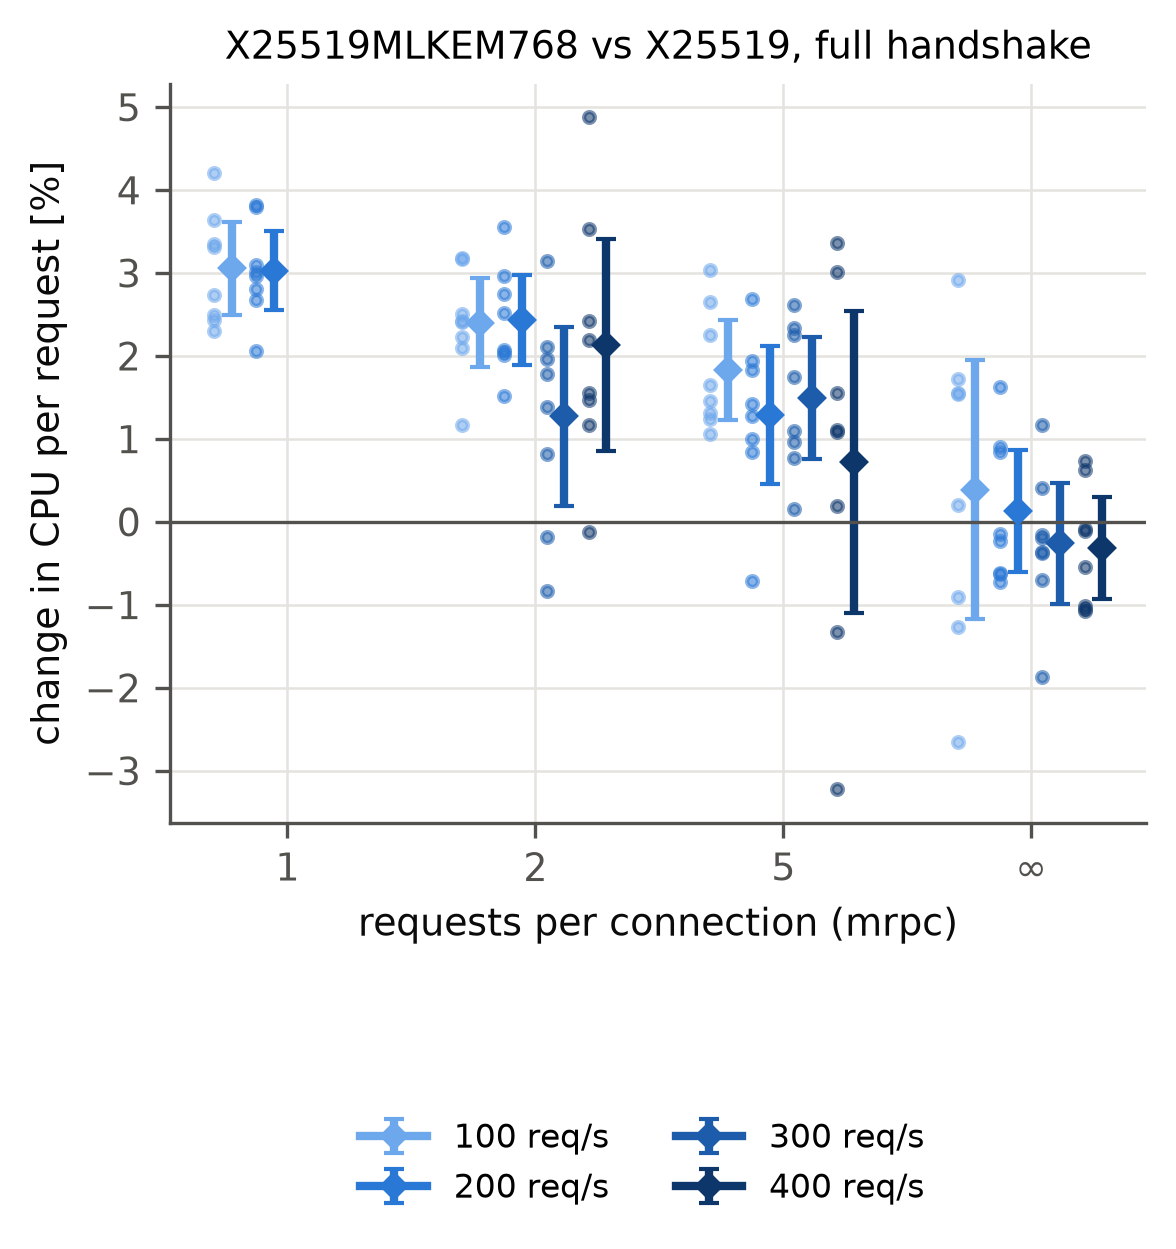 X25519MLKEM768 vs X25519, full handshake
change in CPU per request [%]
5
4
3
2
1
0
−1
−2
−3
1 2 5 ∞
requests per connection (mrpc)
100 req/s 300 req/s
200 req/s 400 req/s